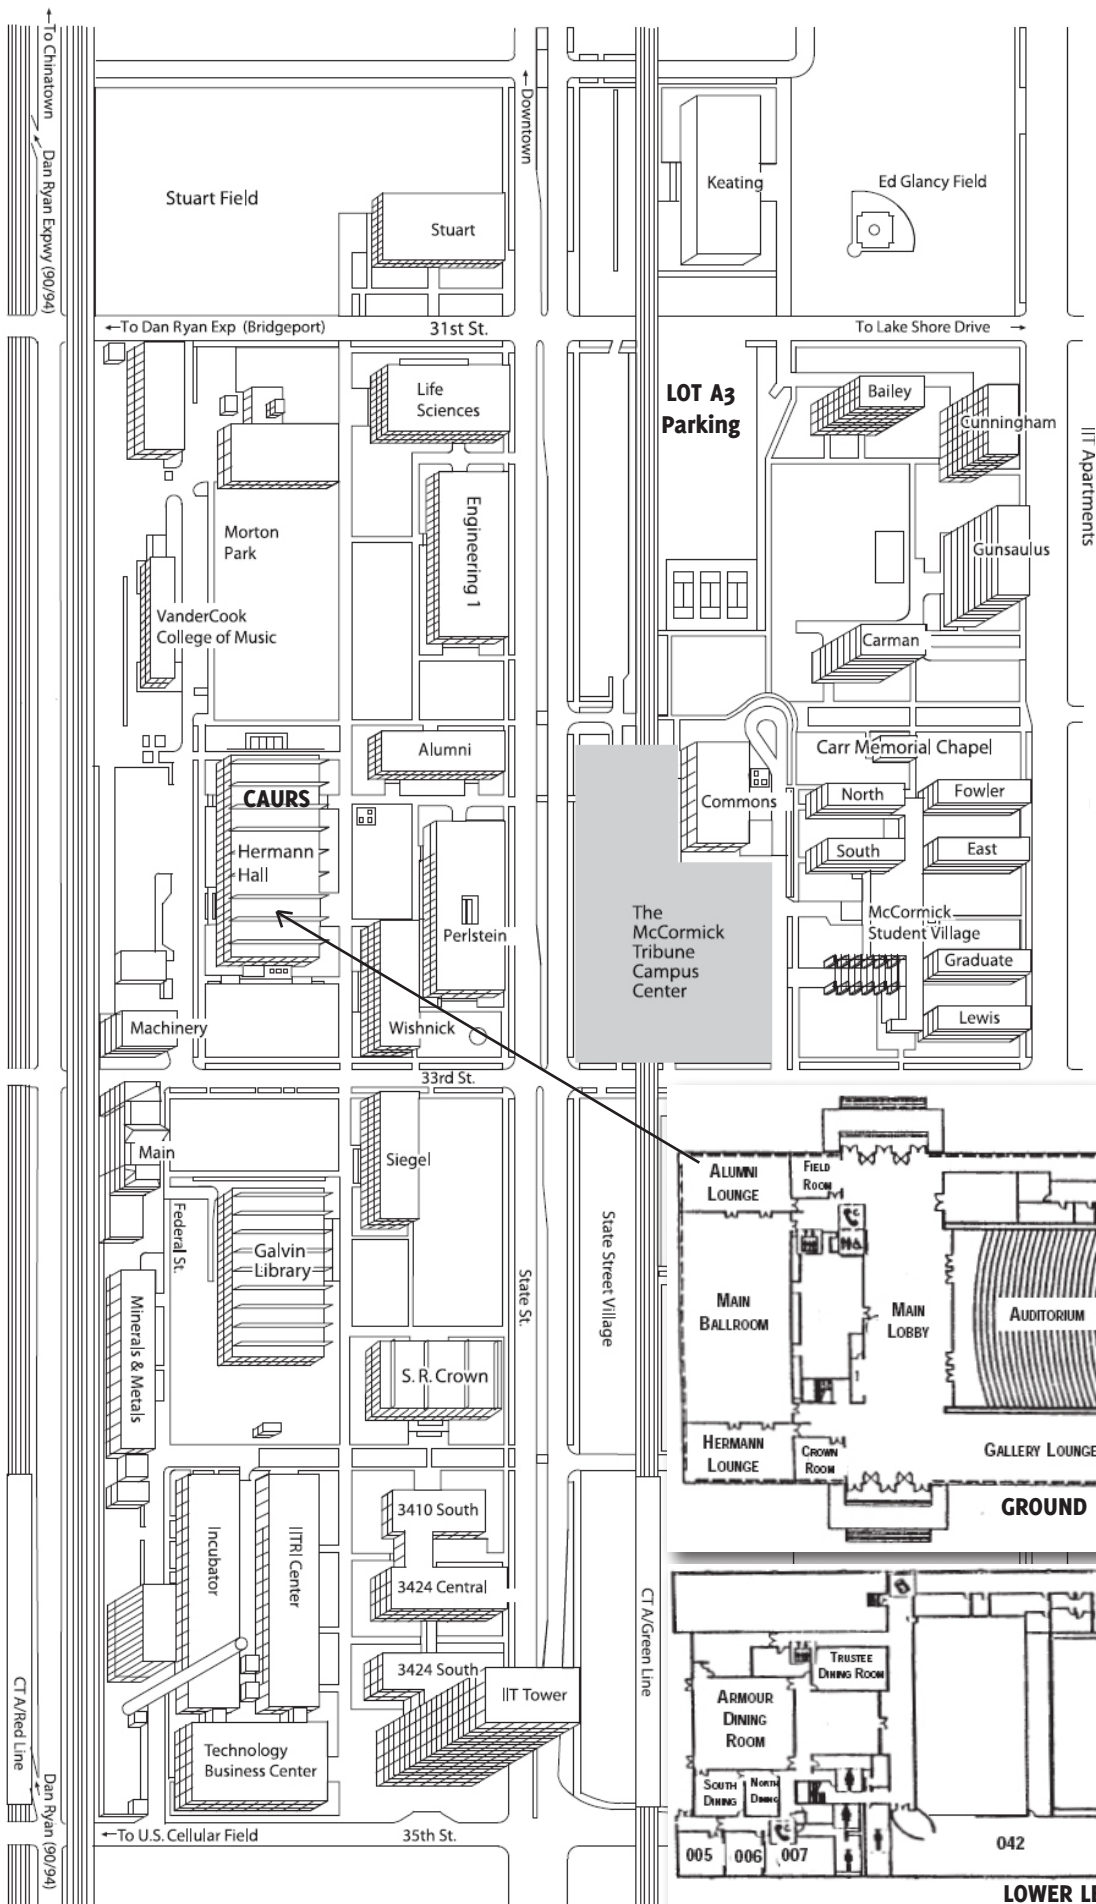 To Chinatown
Dan Ryan Expwy (90/94)
Downtown
Stuart Field
Stuart
Keating
Ed Glancy Field
←To Dan Ryan Exp (Bridgeport)
31st St.
To Lake Shore Drive →
Life
Sciences
LOT A3
Parking
Bailey
Cunningham
IIT Apartments
Engineering 1
Morton
Park
Gunsaulus
VanderCook
College of Music
Carman
Alumni
Carr Memorial Chapel
CAURS
Commons
North
Fowler
Hermann
Hall
South
East
Perlstein
The
McCormick
Tribune
Campus
Center
McCormick
Student Village
Graduate
Machinery
Wishnick
Lewis
33rd St.
Main
Siegel
Federal St.
Galvin
Library
State St.
State Street Village
Minerals & Metals
S. R. Crown
ALUMNI
LOUNGE
FIELD
ROOM
MAIN
BALLROOM
MAIN
LOBBY
AUDITORIUM
HERMANN
LOUNGE
CROWN
ROOM
GALLERY LOUNGE
GROUND
Incubator
IITRI Center
3410 South
3424 Central
3424 South
IIT Tower
CT A/Green Line
CT A/Red Line
Dan Ryan (90/94)
Technology
Business Center
←To U.S. Cellular Field
35th St.
TRUSTEE
DINING ROOM
ARMOUR
DINING
ROOM
SOUTH
DINING
NORTH
DINING
005
006
007
042
LOWER L